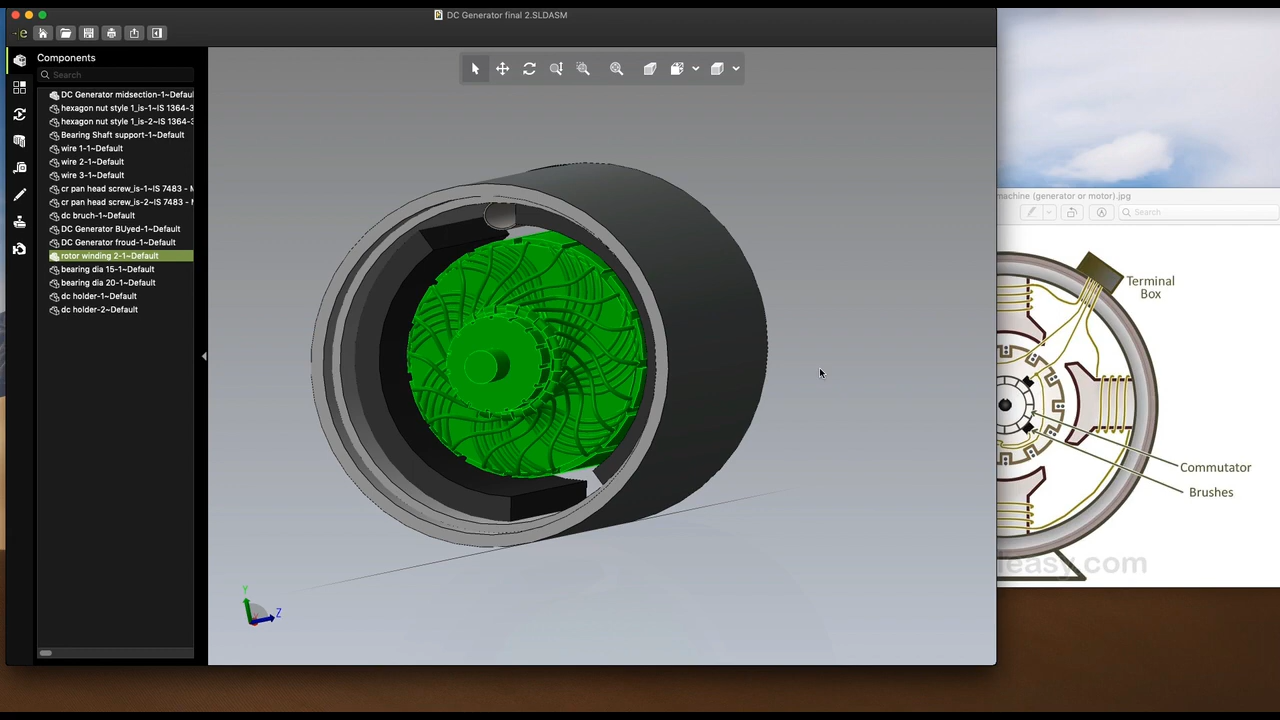 DC Generator final 2.SLDASM
Components
Search
DC Generator midsection-1~Defau
hexagon nut style 1_is-1~IS 1364-3
hexagon nut style 1_is-2~IS 1364-3
Bearing Shaft support-1~Default
wire 1-1~Default
wire 2-1~Default
wire 3-1~Default
cr pan head screw_is-1~IS 7483 - M
cr pan head screw_is-2~IS 7483 - M
dc bruch-1~Default
DC Generator BUyed-1~Default
DC Generator froud-1~Default
rotor winding 2-1~Default
bearing dia 15-1~Default
bearing dia 20-1~Default
dc holder-1~Default
dc holder-2~Default
Y
Z
machine (generator or motor).jpg
Search
Terminal
Box
Commutator
Brushes
leasy.com